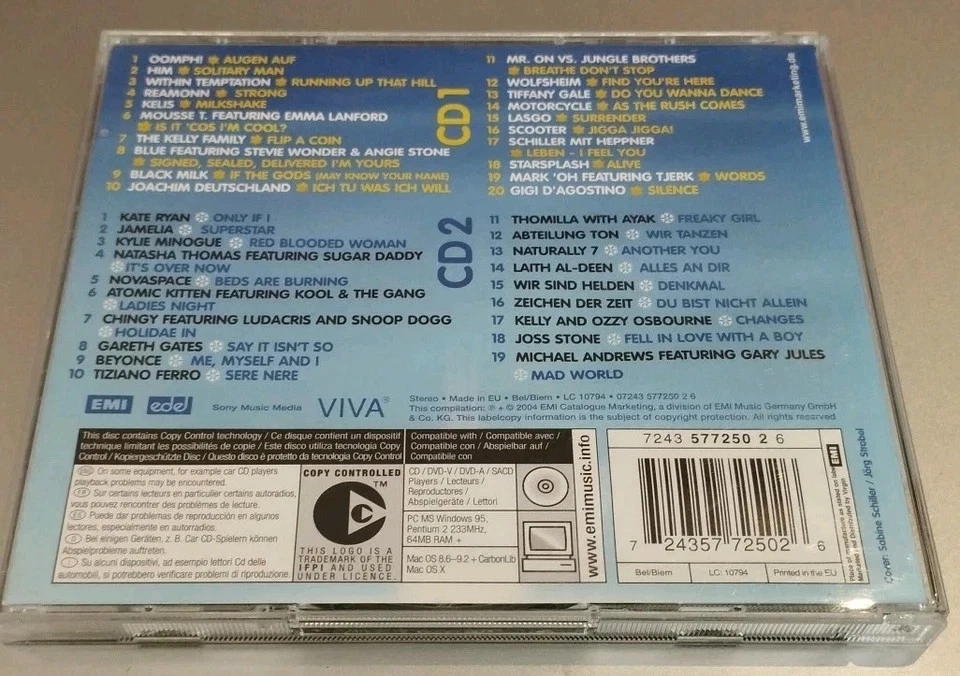 1 OOMPH! AUGEN AUF
2 HIM SOLITARY MAN
3 WITHIN TEMPTATION RUNNING UP THAT HILL
4 REAMONN STRONG
5 KELIS MILKSHAKE
6 MOUSSE T. FEATURING EMMA LANFORD
IS IT 'COS I'M COOL?
7 THE KELLY FAMILY FLIP A COIN
8 BLUE FEATURING STEVIE WONDER & ANGIE STONE
SIGNED, SEALED, DELIVERED I'M YOURS
9 BLACK MILK IF THE GODS (MAY KNOW YOUR NAME)
10 JOACHIM DEUTSCHLAND ICH TU WAS ICH WILL
CD1
11 MR. ON VS. JUNGLE BROTHERS
BREATHE DON'T STOP
12 WOLFSHEIM FIND YOU'RE HERE
13 TIFFANY GALE DO YOU WANNA DANCE
14 MOTORCYCLE AS THE RUSH COMES
15 LASGO SURRENDER
16 SCOOTER JIGGA JIGGA!
17 SCHILLER MIT HEPPNER
LEBEN - I FEEL YOU
18 STARSPLASH ALIVE
19 MARK 'OH FEATURING TJERK WORDS
20 GIGI D'AGOSTINO SILENCE
www.emimarketing.de
1 KATE RYAN ONLY IF I
2 JAMELIA SUPERSTAR
3 KYLIE MINOGUE RED BLOODED WOMAN
4 NATASHA THOMAS FEATURING SUGAR DADDY
IT'S OVER NOW
5 NOVASPACE BEDS ARE BURNING
6 ATOMIC KITTEN FEATURING KOOL & THE GANG
LADIES NIGHT
7 CHINGY FEATURING LUDACRIS AND SNOOP DOGG
HOLIDAE IN
8 GARETH GATES SAY IT ISN'T SO
9 BEYONCE ME, MYSELF AND I
10 TIZIANO FERRO SERE NERE
CD2
11 THOMILLA WITH AYAK FREAKY GIRL
12 ABTEILUNG TON WIR TANZEN
13 NATURALLY 7 ANOTHER YOU
14 LAITH AL-DEEN ALLES AN DIR
15 WIR SIND HELDEN DENKMAL
16 ZEICHEN DER ZEIT DU BIST NICHT ALLEIN
17 KELLY AND OZZY OSBOURNE CHANGES
18 JOSS STONE FELL IN LOVE WITH A BOY
19 MICHAEL ANDREWS FEATURING GARY JULES
MAD WORLD
EMI edel Sony Music Media VIVA®
Stereo • Made in EU • Bel/Biem • LC 10794 • 07243 577250 2 6
This compilation: ℗ + © 2004 EMI Catalogue Marketing, a division of EMI Music Germany GmbH
& Co. KG. This labelcopy information is the subject of copyright protection. All rights reserved
This disc contains Copy Control technology / Ce disque contient un dispositif
technique limitant les possibilités de copie / Este disco utiliza tecnologia Copy
Control / Kopiergeschützte Disc / Questo disco è protetto da tecnologia Copy Control
On some equipment, for example car CD players
playback problems may be encountered.
Sur certains lecteurs en particulier certains autoradios,
vous pouvez rencontrer des problèmes de lecture.
Puede dar problemas de reproducción en algunos
lectores, especialmente en autorradios.
Bei einigen Geräten, z. B. Car CD-Spielern können
Abspielprobleme auftreten.
Su alcuni dispositivi, ad esempio lettori Cd delle
automobili, si potrebbero verificare problemi di riproduzione.
COPY CONTROLLED
TM
THIS LOGO IS A
TRADEMARK OF THE
IFPI AND USED
UNDER LICENCE.
Compatible with / Compatible avec /
Compatible con / Abspielbar auf /
Compatibile con
CD / DVD-V / DVD-A / SACD
Players / Lecteurs /
Reproductores /
Abspielgeräte / Lettori
PC MS Windows 95,
Pentium 2 233MHz,
64MB RAM +
Mac OS 8.6–9.2 + CarbonLib
Mac OS X
www.emimusic.info
7243 577250 2 6
7 24357 72502 6
Bel/Biem LC: 10794 Printed in the EU
EMI
Place of manufacture as stated on label
Marketed and Distributed by Virgin
Cover: Sabine Schiller / Jörg Strobel